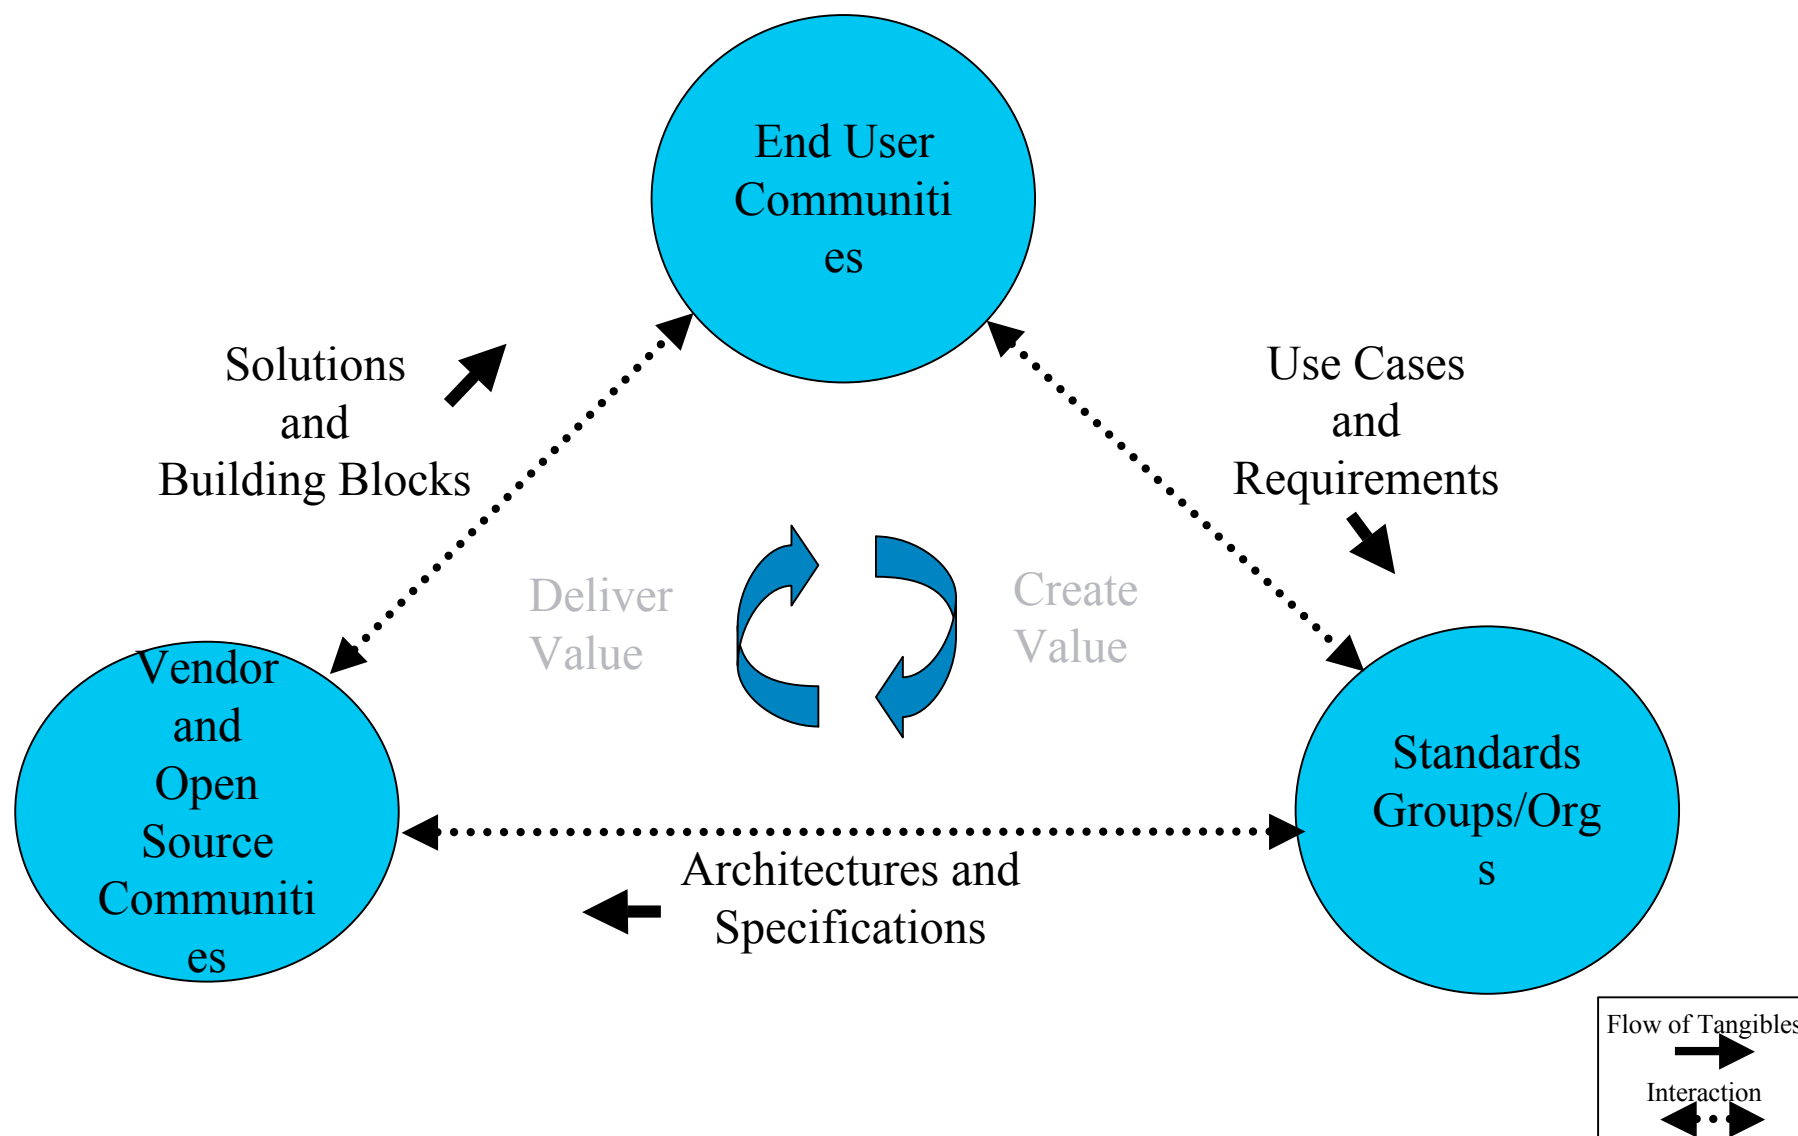 End User
Communiti
es
Solutions
and
Building Blocks
Use Cases
and
Requirements
Deliver
Value
Create
Value
Vendor
and
Open
Source
Communiti
es
Standards
Groups/Org
s
Architectures and
Specifications
Flow of Tangibles
Interaction